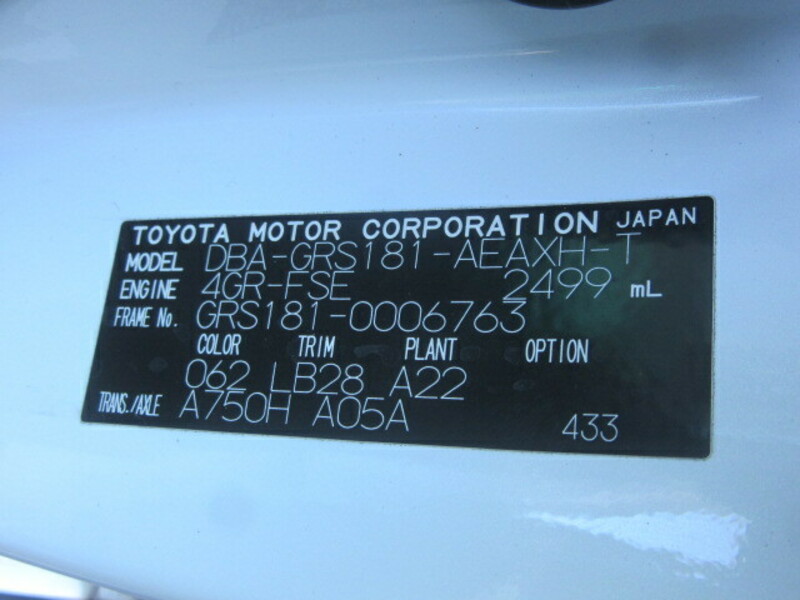 TOYOTA MOTOR CORPORATION JAPAN
MODEL DBA-GRS181-AEAXH-T
ENGINE 4GR-FSE 2499 mL
FRAME No. GRS181-0006763
COLOR TRIM PLANT OPTION
062 LB28 A22
TRANS./AXLE A750H A05A
433